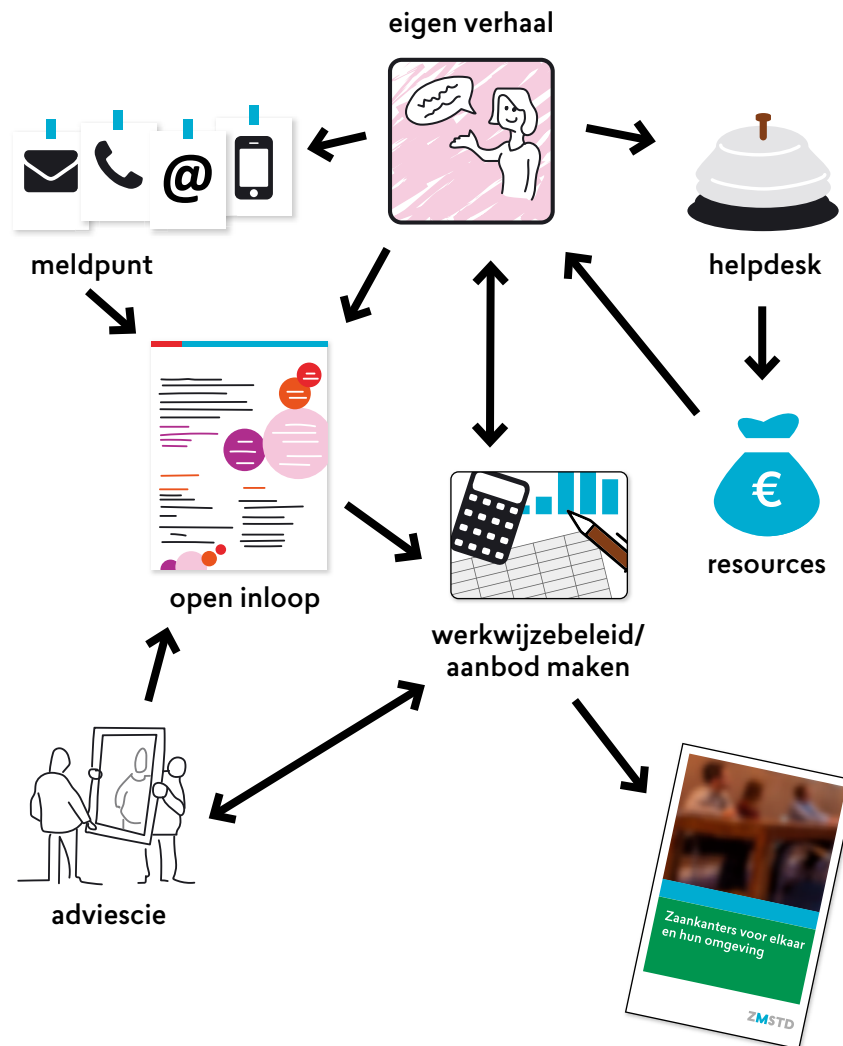 eigen verhaal
@
meldpunt
helpdesk
€
resources
open inloop
werkwijzebeleid/
aanbod maken
adviescie
Zaankanters voor elkaar
en hun omgeving
ZMSTD